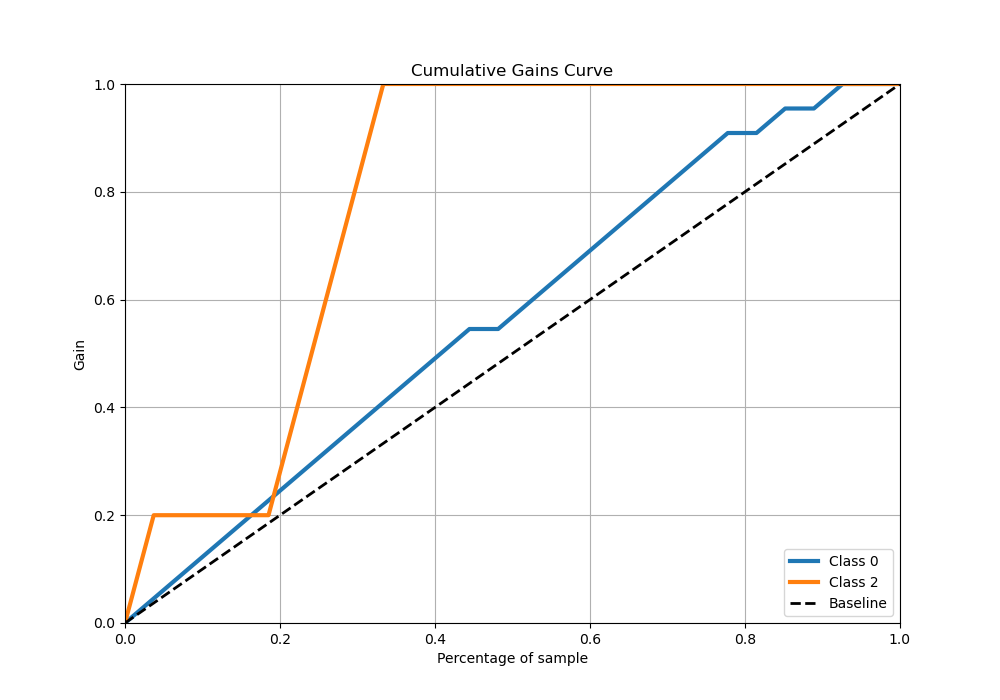 Cumulative Gains Curve
1.0
0.8
0.6
0.4
0.2
0.0
Gain
0.0 0.2 0.4 0.6 0.8 1.0
Percentage of sample
Class 0
Class 2
Baseline